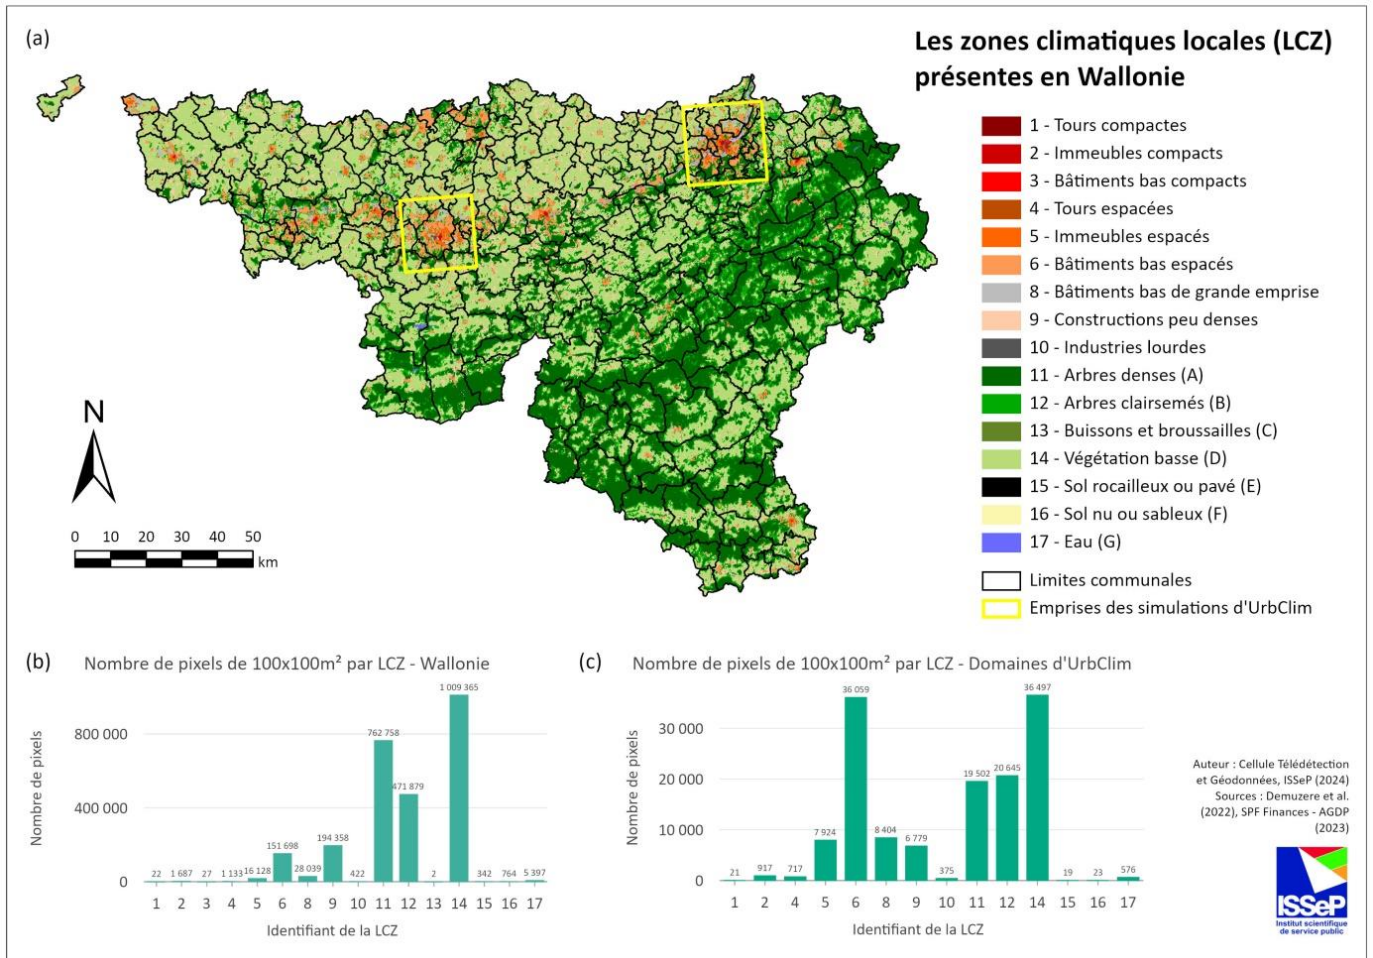 (a)
Les zones climatiques locales (LCZ)
présentes en Wallonie
1 - Tours compactes
2 - Immeubles compacts
3 - Bâtiments bas compacts
4 - Tours espacées
5 - Immeubles espacés
6 - Bâtiments bas espacés
8 - Bâtiments bas de grande emprise
9 - Constructions peu denses
10 - Industries lourdes
11 - Arbres denses (A)
12 - Arbres clairsemés (B)
13 - Buissons et broussailles (C)
14 - Végétation basse (D)
15 - Sol rocailleux ou pavé (E)
16 - Sol nu ou sableux (F)
17 - Eau (G)
Limites communales
Emprises des simulations d'UrbClim
N
0 10 20 30 40 50
km
(b) Nombre de pixels de 100x100m² par LCZ - Wallonie
Nombre de pixels
800 000
400 000
0
22 1 687 27 1 133 16 128 151 698 28 039 194 358 422 762 758 471 879 2 1 009 365 342 764 5 397
1 2 3 4 5 6 8 9 10 11 12 13 14 15 16 17
Identifiant de la LCZ
(c) Nombre de pixels de 100x100m² par LCZ - Domaines d'UrbClim
Nombre de pixels
30 000
20 000
10 000
0
21 917 717 7 924 36 059 8 404 6 779 375 19 502 20 645 36 497 19 23 576
1 2 4 5 6 8 9 10 11 12 14 15 16 17
Identifiant de la LCZ
Auteur : Cellule Télédétection
et Géodonnées, ISSeP (2024)
Sources : Demuzere et al.
(2022), SPF Finances - AGDP
(2023)
ISSeP
Institut scientifique
de service public